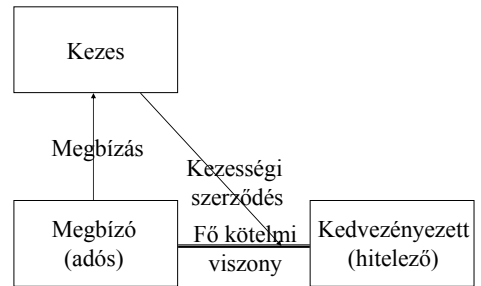 Kezes
Megbízás
Kezességi
szerződés
Megbízó
(adós)
Fő kötelmi
viszony
Kedvezényezett
(hitelező)